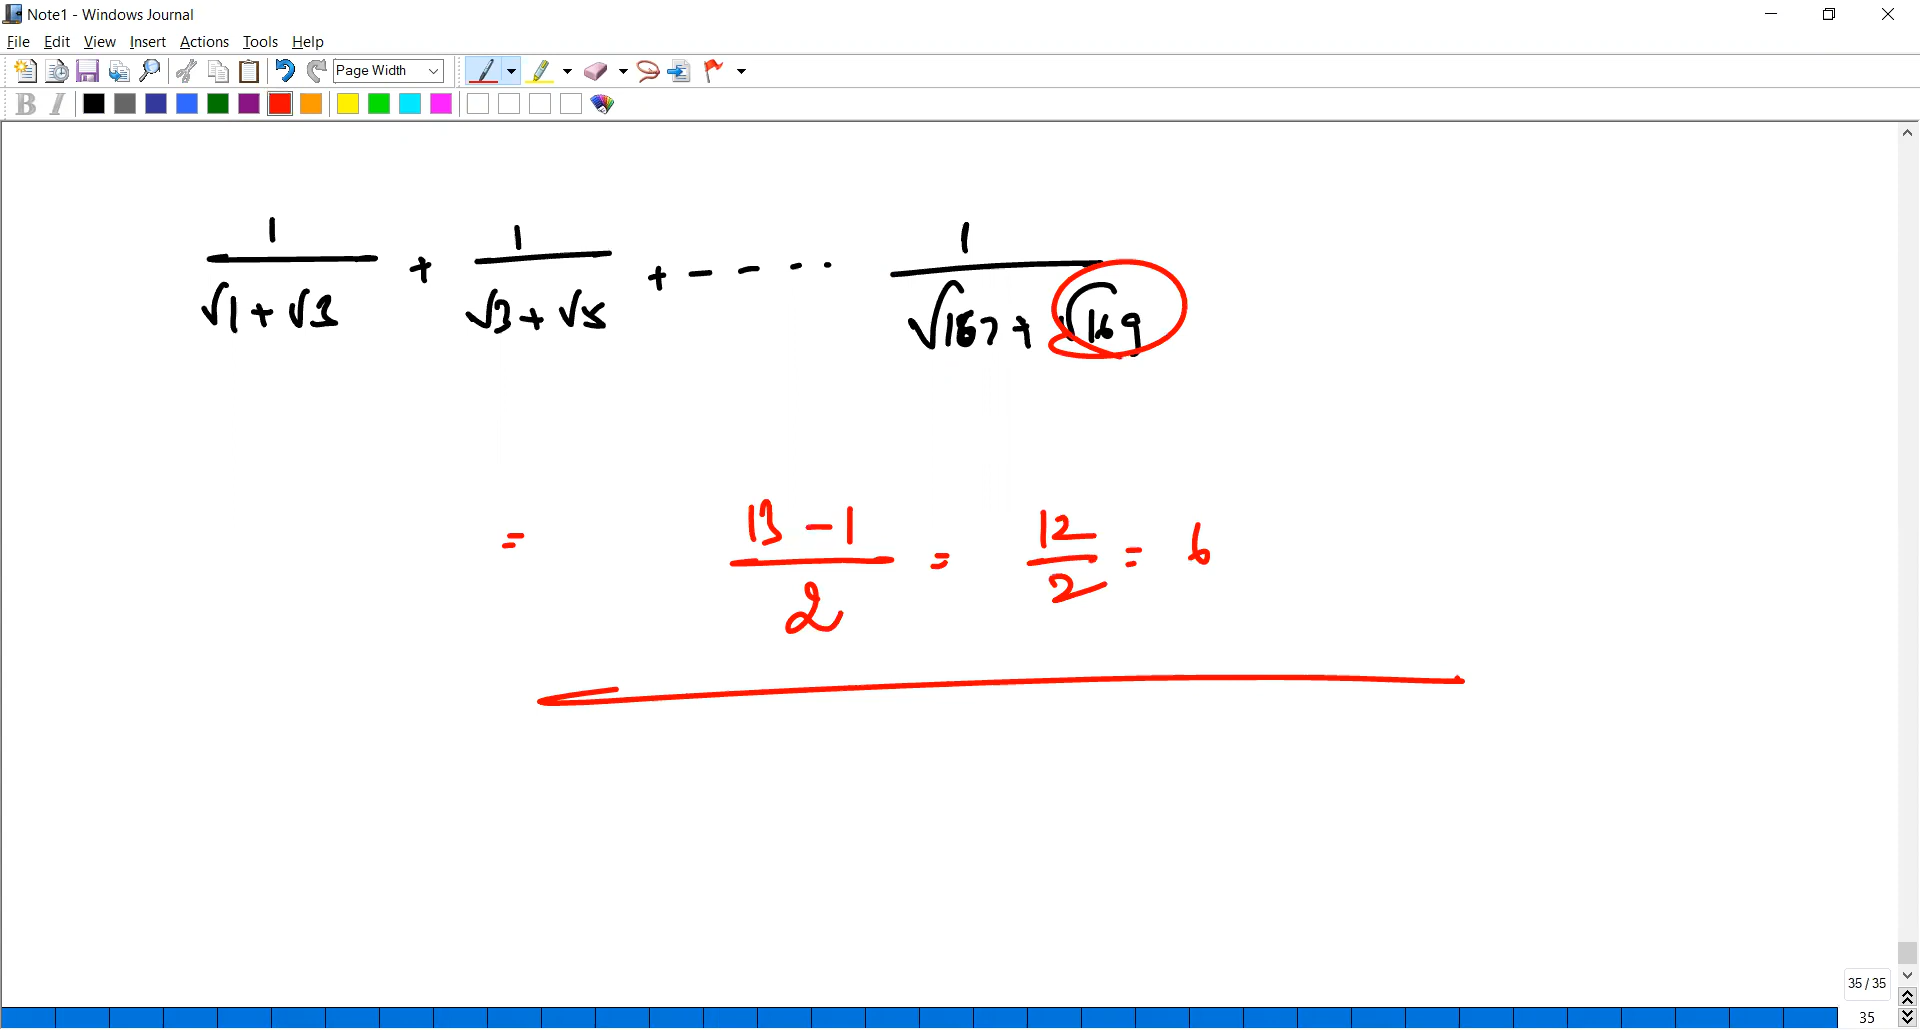 Note1 - Windows Journal
File Edit View Insert Actions Tools Help
Page Width
B I
1/(√1+√3) + 1/(√3+√5) + - - - · · 1/(√167+√169)
= (13-1)/2 = 12/2 = 6
35 / 35
35